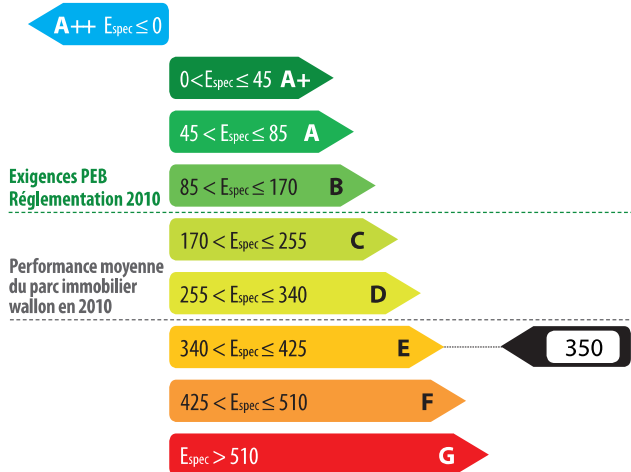 A++ Espec ≤ 0
0<Espec ≤ 45 A+
45 < Espec ≤ 85 A
Exigences PEB
Réglementation 2010
85 < Espec ≤ 170 B
170 < Espec ≤ 255 C
Performance moyenne
du parc immobilier
wallon en 2010
255 < Espec ≤ 340 D
340 < Espec ≤ 425 E 350
425 < Espec ≤ 510 F
Espec > 510 G